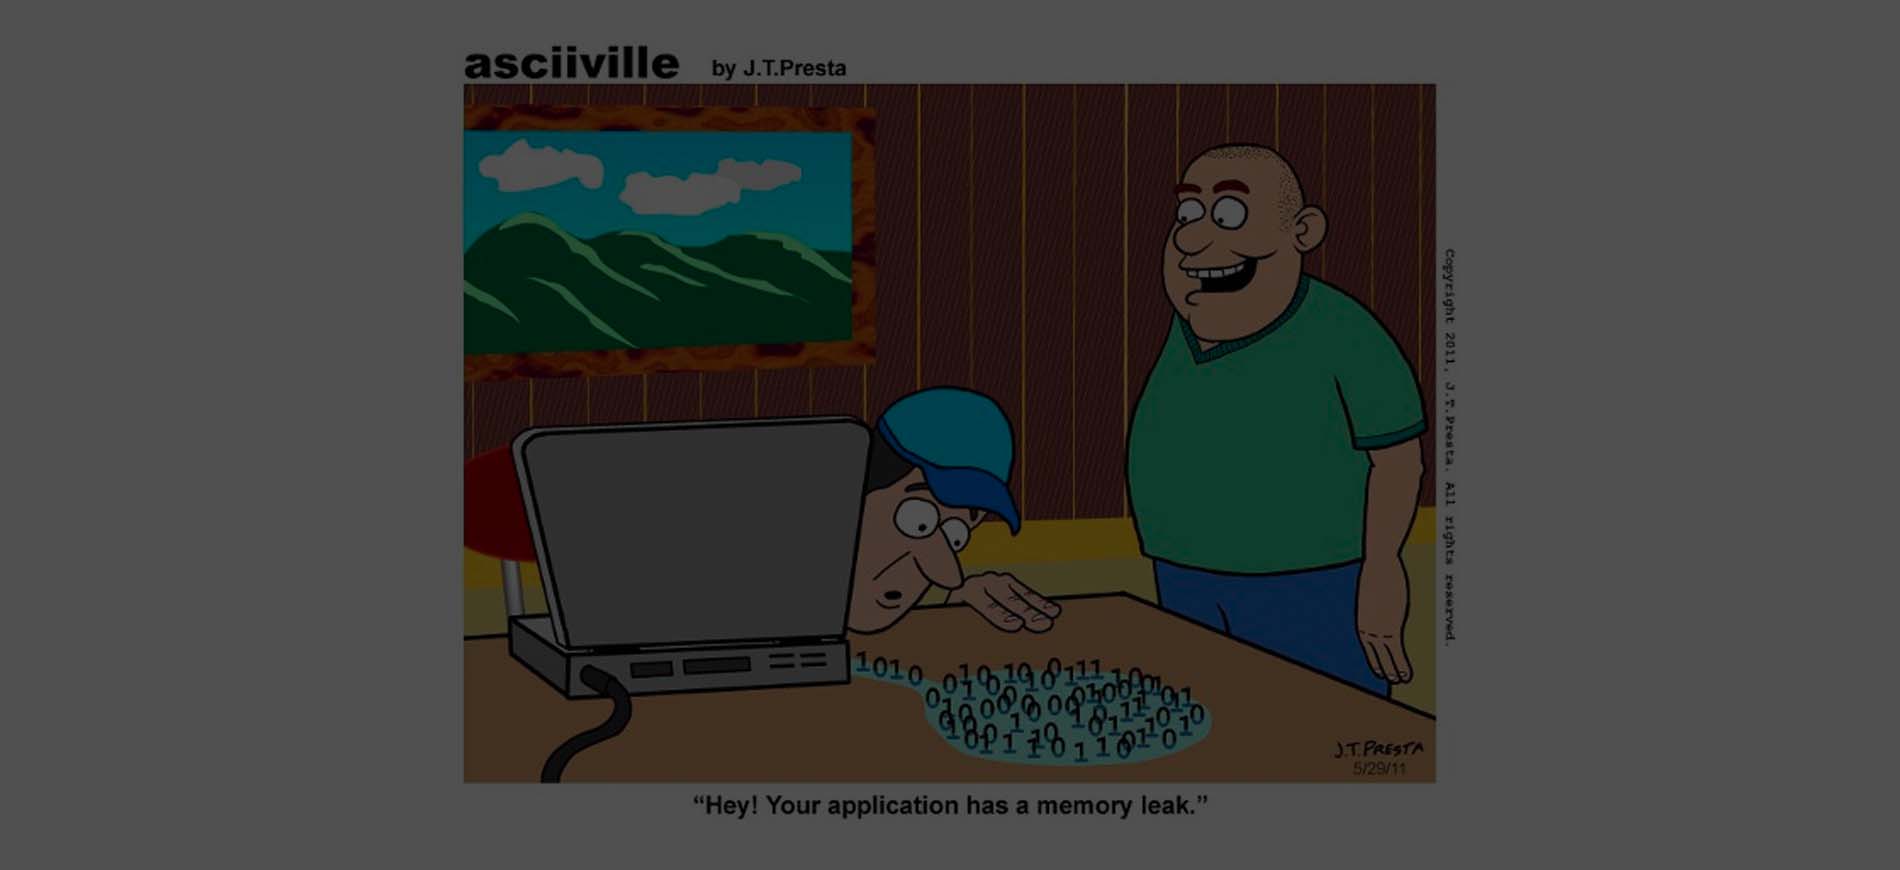 asciiville by J.T.Presta
Copyright 2011, J.T.Presta. All rights reserved.
1010
J.T. PRESTA
5/29/11
“Hey! Your application has a memory leak.”